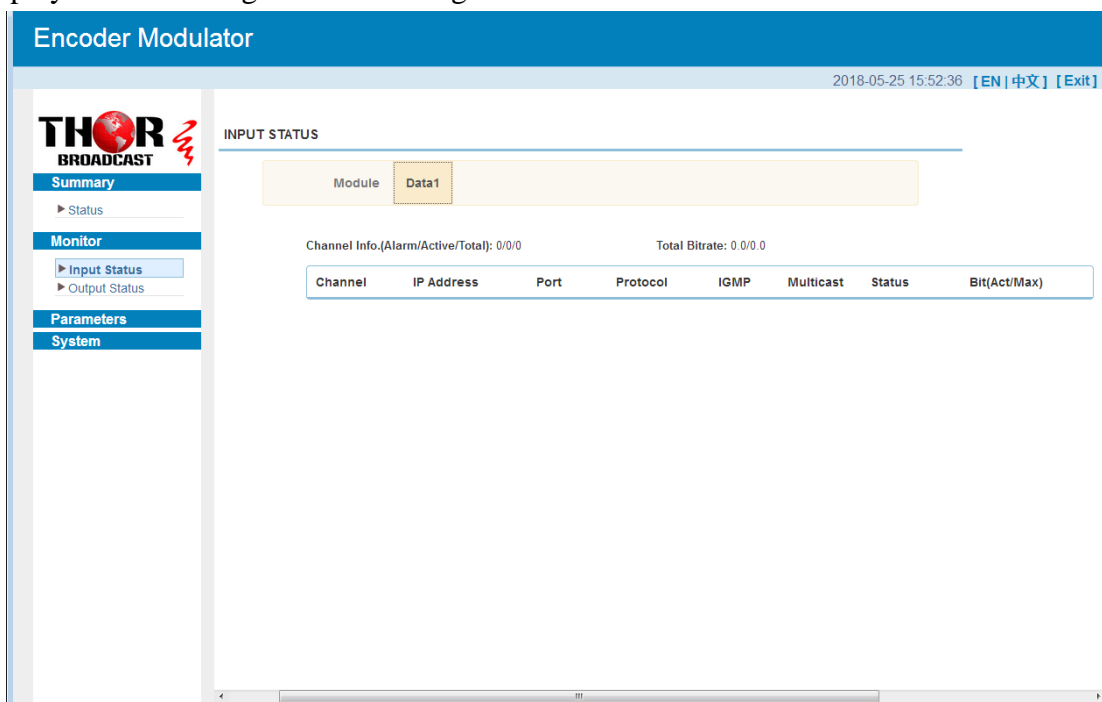 Encoder Modulator
2018-05-25 15:52:36 [ EN | 中文 ] [ Exit ]
THOR
BROADCAST
Summary
Status
Monitor
Input Status
Output Status
Parameters
System
INPUT STATUS
Module Data1
Channel Info.(Alarm/Active/Total): 0/0/0 Total Bitrate: 0.0/0.0
Channel IP Address Port Protocol IGMP Multicast Status Bit(Act/Max)